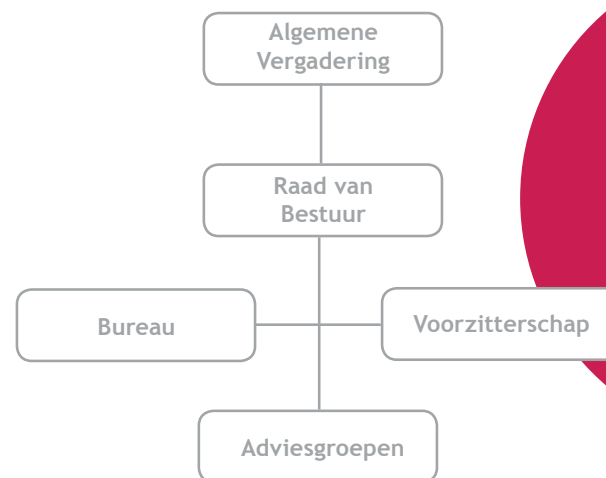 Algemene
Vergadering
Raad van
Bestuur
Bureau
Voorzitterschap
Adviesgroepen